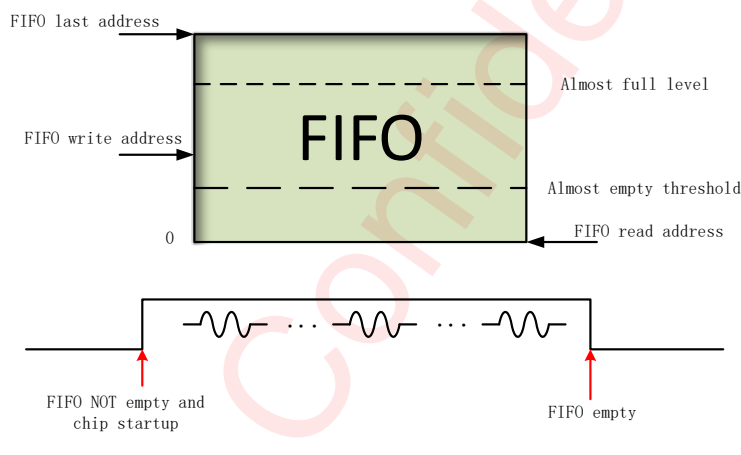 FIFO last address
Almost full level
FIFO
FIFO write address
Almost empty threshold
0
FIFO read address
... ...
FIFO NOT empty and
chip startup
FIFO empty
Confide